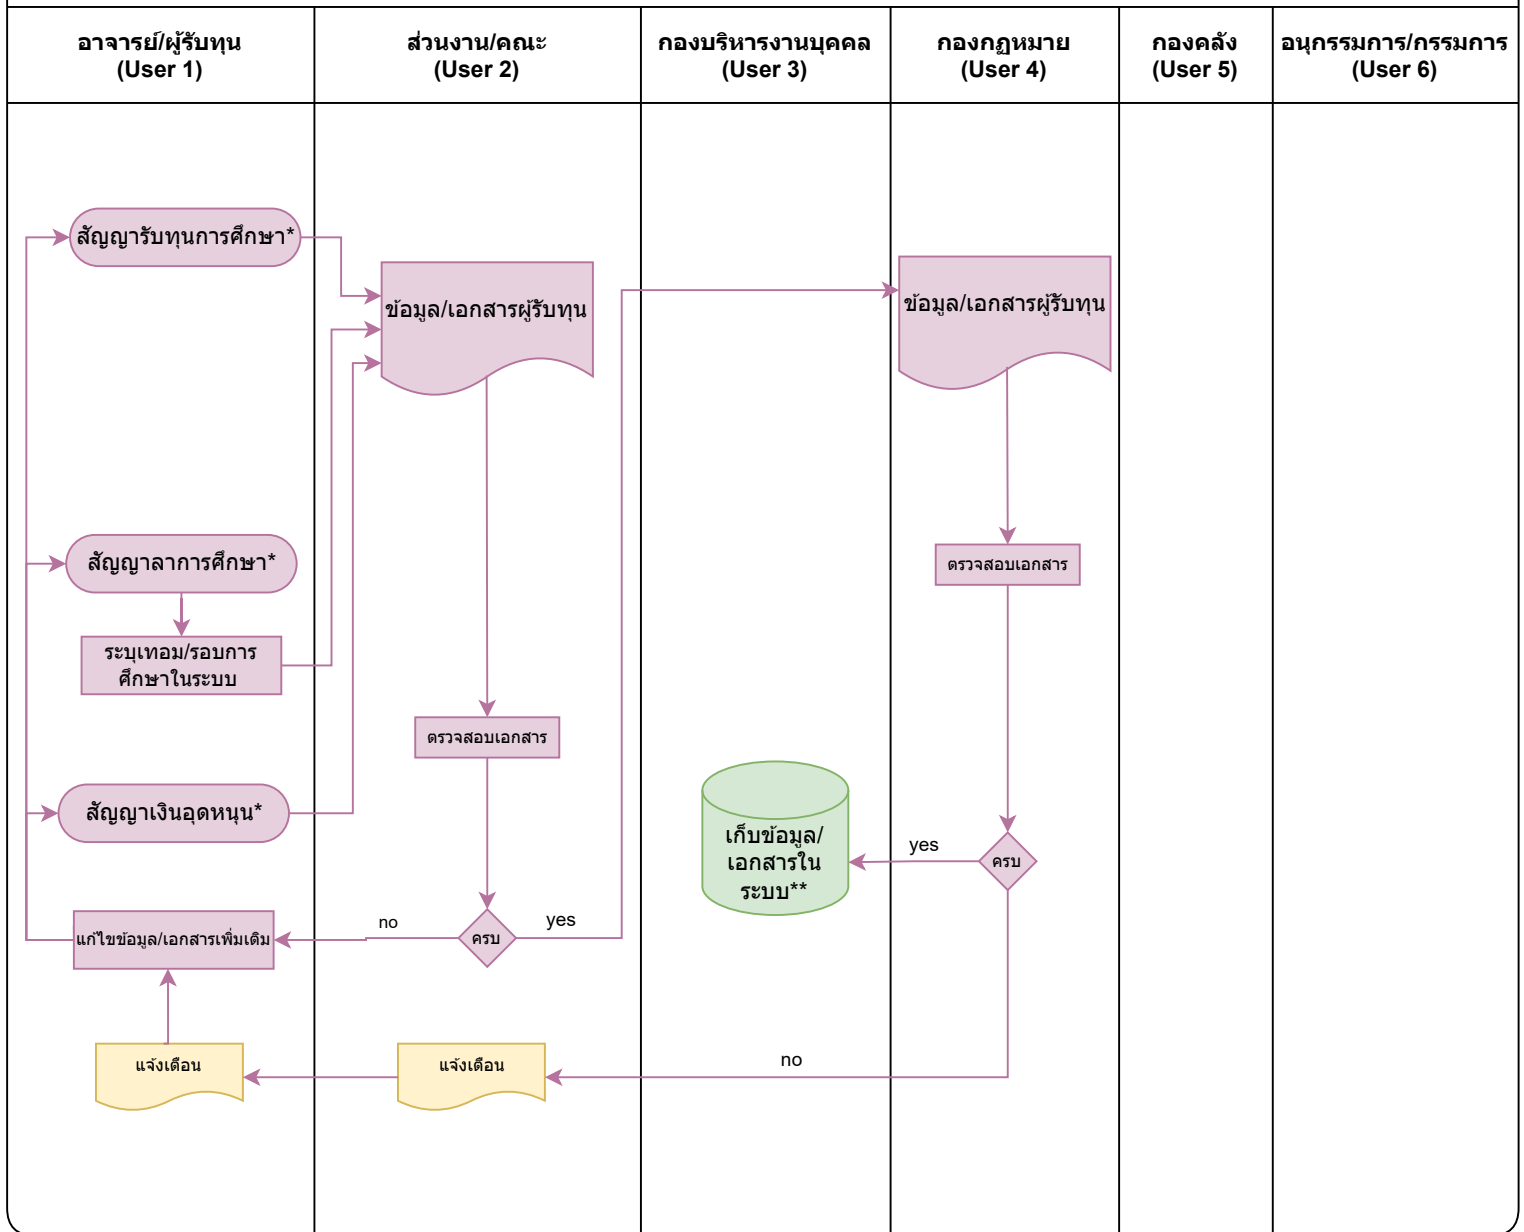 อาจารย์/ผู้รับทุน
(User 1)
ส่วนงาน/คณะ
(User 2)
กองบริหารงานบุคคล
(User 3)
กองกฎหมาย
(User 4)
กองคลัง
(User 5)
อนุกรรมการ/กรรมการ
(User 6)
สัญญารับทุนการศึกษา*
ข้อมูล/เอกสารผู้รับทุน
ข้อมูล/เอกสารผู้รับทุน
สัญญาลาการศึกษา*
ตรวจสอบเอกสาร
ระบุเทอม/รอบการ
ศึกษาในระบบ
ตรวจสอบเอกสาร
สัญญาเงินอุดหนุน*
เก็บข้อมูล/
เอกสารใน
ระบบ**
yes
ครบ
แก้ไขข้อมูล/เอกสารเพิ่มเติม
no
ครบ
yes
แจ้งเตือน
แจ้งเตือน
no